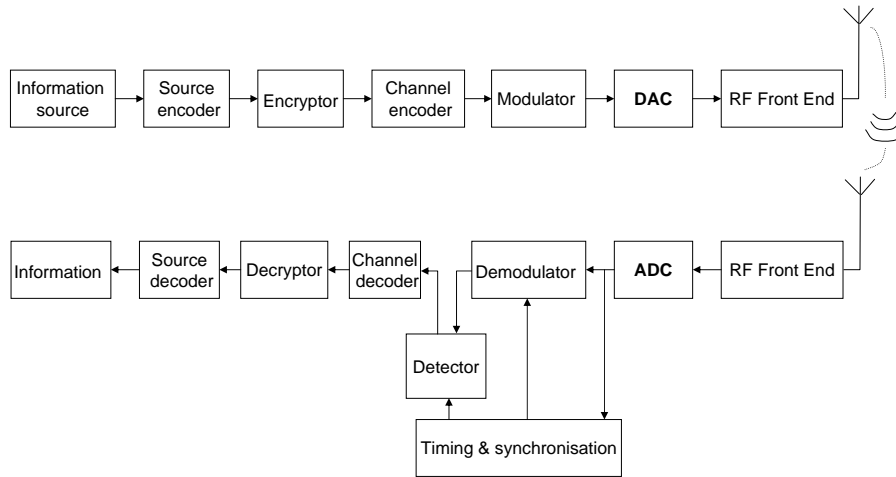 Information
source
Source
encoder
Encryptor
Channel
encoder
Modulator
DAC
RF Front End
Information
Source
decoder
Decryptor
Channel
decoder
Demodulator
ADC
RF Front End
Detector
Timing & synchronisation